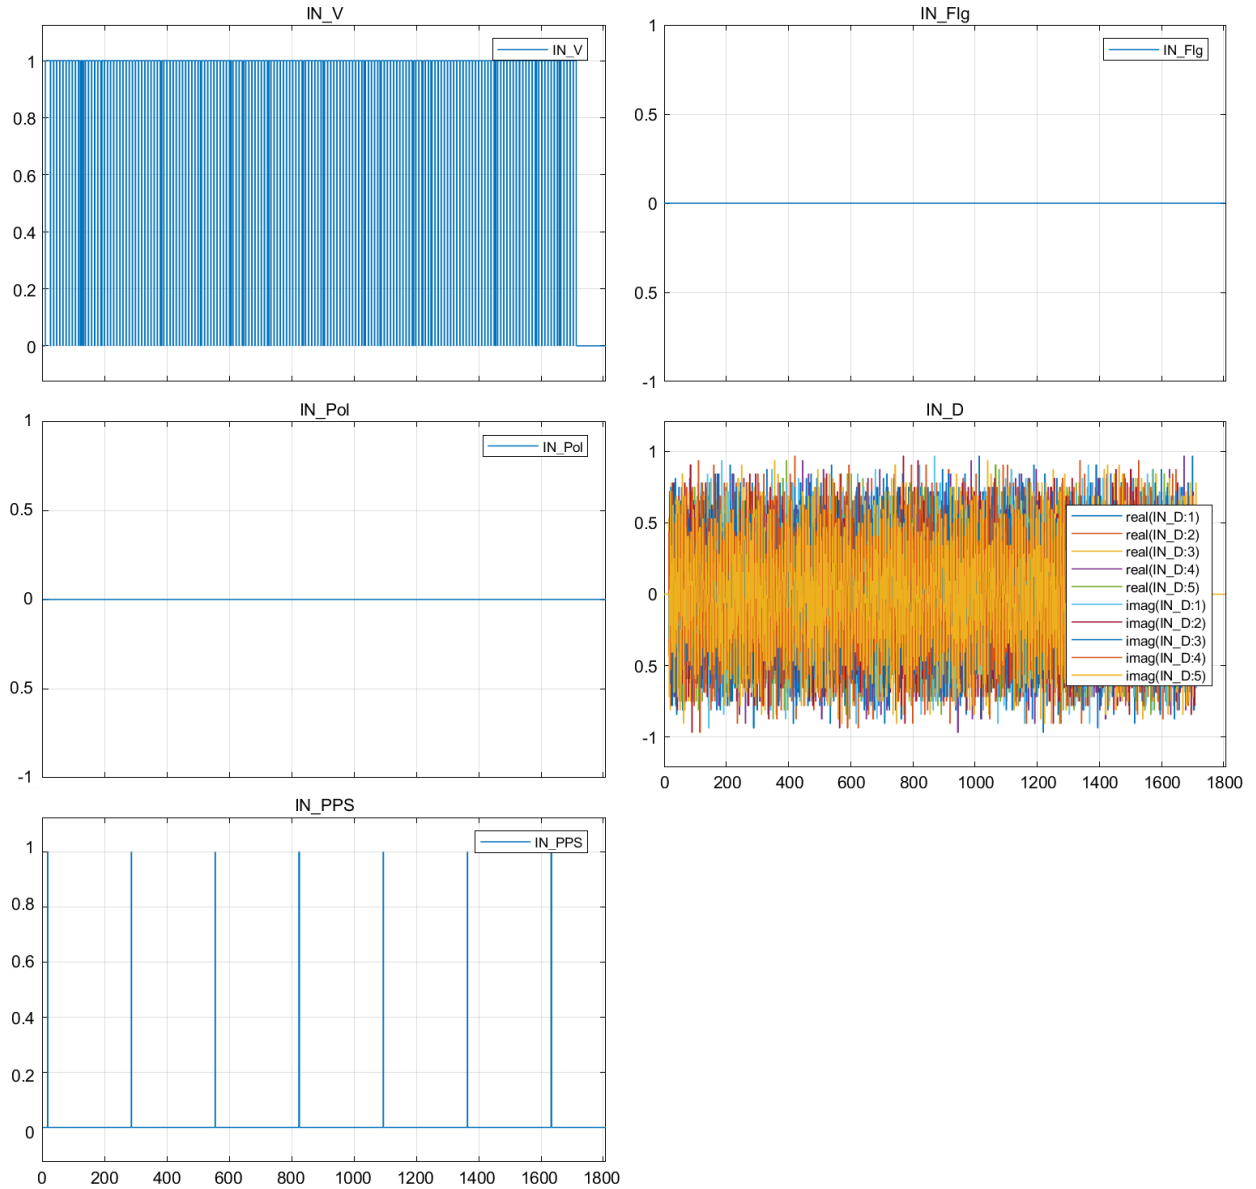 IN_V
IN_V
1
0.8
0.6
0.4
0.2
0
IN_Flg
IN_Flg
1
0.5
0
0.5
-1
IN_Pol
IN_Pol
1
0.5
0
0.5
-1
IN_D
1
0.5
0
0.5
-1
real(IN_D:1)
real(IN_D:2)
real(IN_D:3)
real(IN_D:4)
real(IN_D:5)
imag(IN_D:1)
imag(IN_D:2)
imag(IN_D:3)
imag(IN_D:4)
imag(IN_D:5)
0 200 400 600 800 1000 1200 1400 1600 1800
IN_PPS
IN_PPS
1
0.8
0.6
0.4
0.2
0
0 200 400 600 800 1000 1200 1400 1600 1800